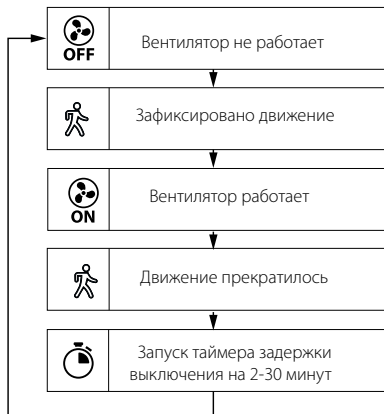 OFF
Вентилятор не работает
Зафиксировано движение
ON
Вентилятор работает
Движение прекратилось
Запуск таймера задержки
выключения на 2-30 минут